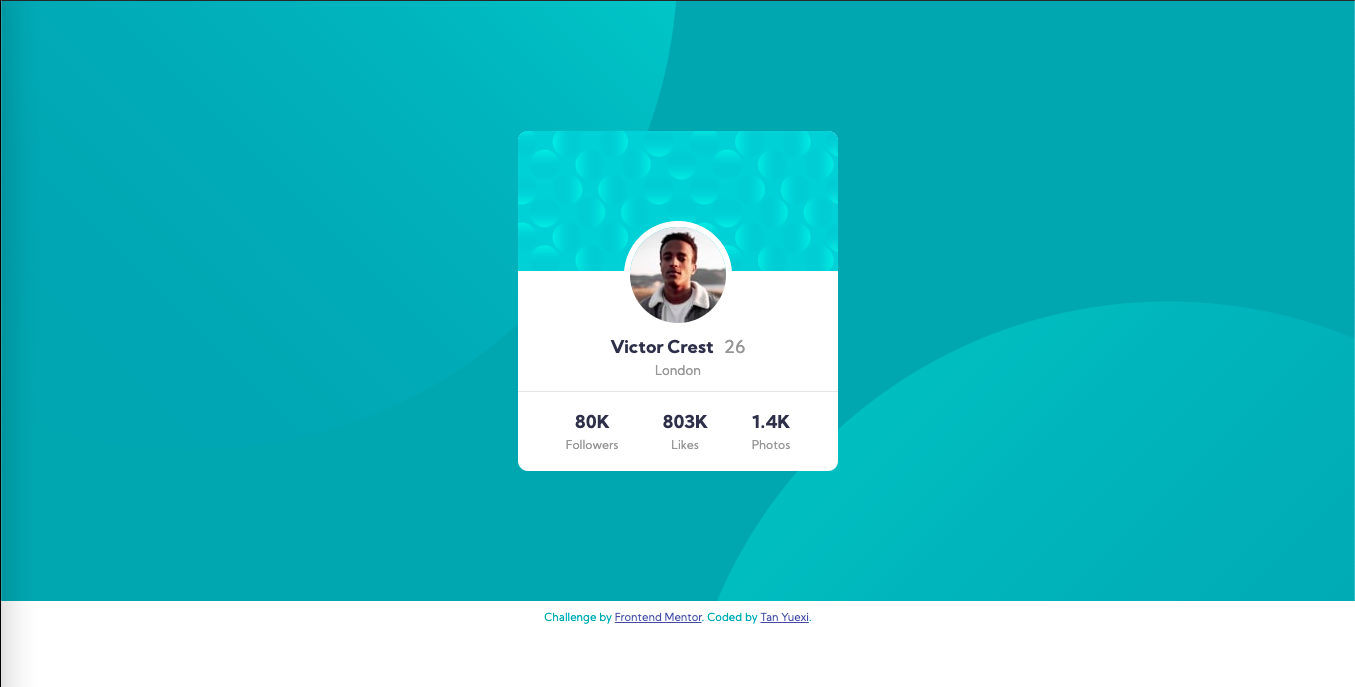 Victor Crest 26
London
80K 803K 1.4K
Followers Likes Photos
Challenge by Frontend Mentor. Coded by Tan Yuexi.